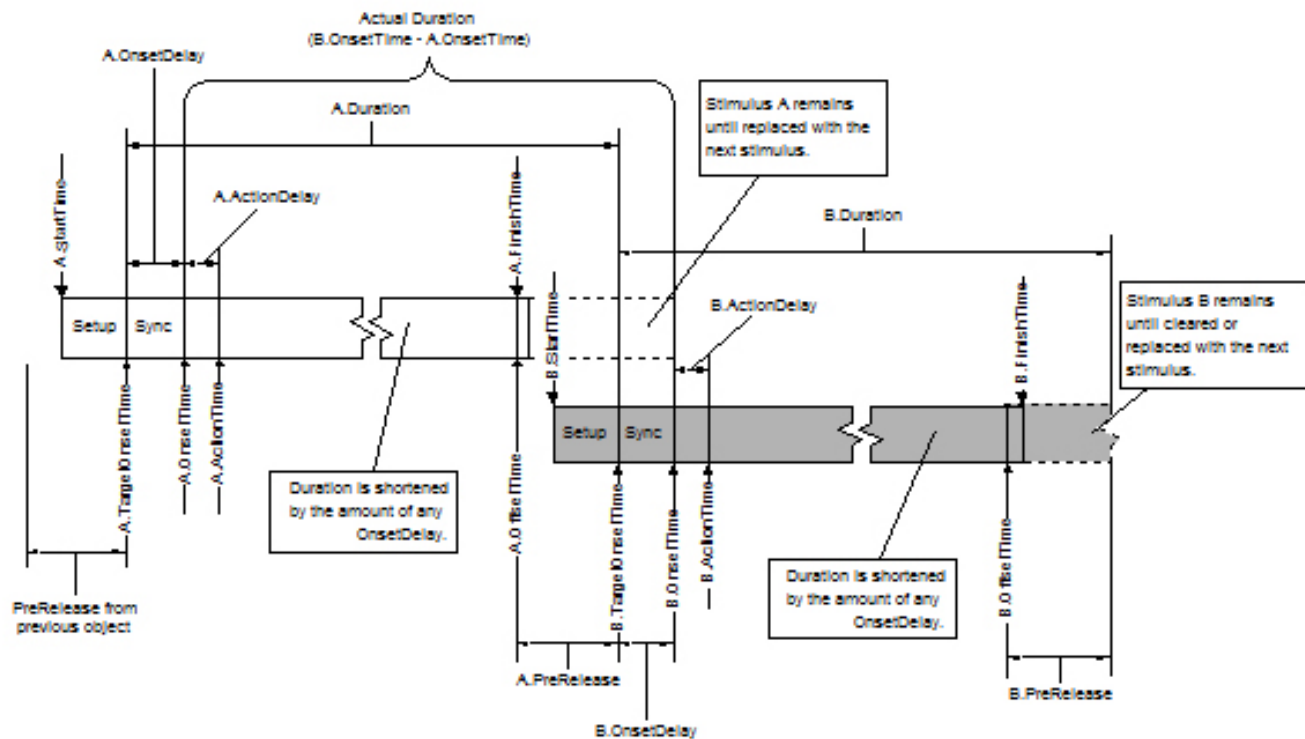 Actual Duration
(B.OnsetTime - A.OnsetTime)
A.OnsetDelay
A.Duration
Stimulus A remains
until replaced with the
next stimulus.
A.StartTime
A.ActionDelay
A.FinishTime
B.Duration
Setup
Sync
B.StartTime
B.ActionDelay
B.FinishTime
Stimulus B remains
until cleared or
replaced with the next
stimulus.
A.TargetOnsetTime
A.OnsetTime
A.ActionTime
Duration is shortened
by the amount of any
OnsetDelay.
A.OffsetTime
Setup
Sync
B.TargetOnsetTime
B.OnsetTime
B.ActionTime
Duration is shortened
by the amount of any
OnsetDelay.
B.OffsetTime
PreRelease from
previous object
A.PreRelease
B.OnsetDelay
B.PreRelease